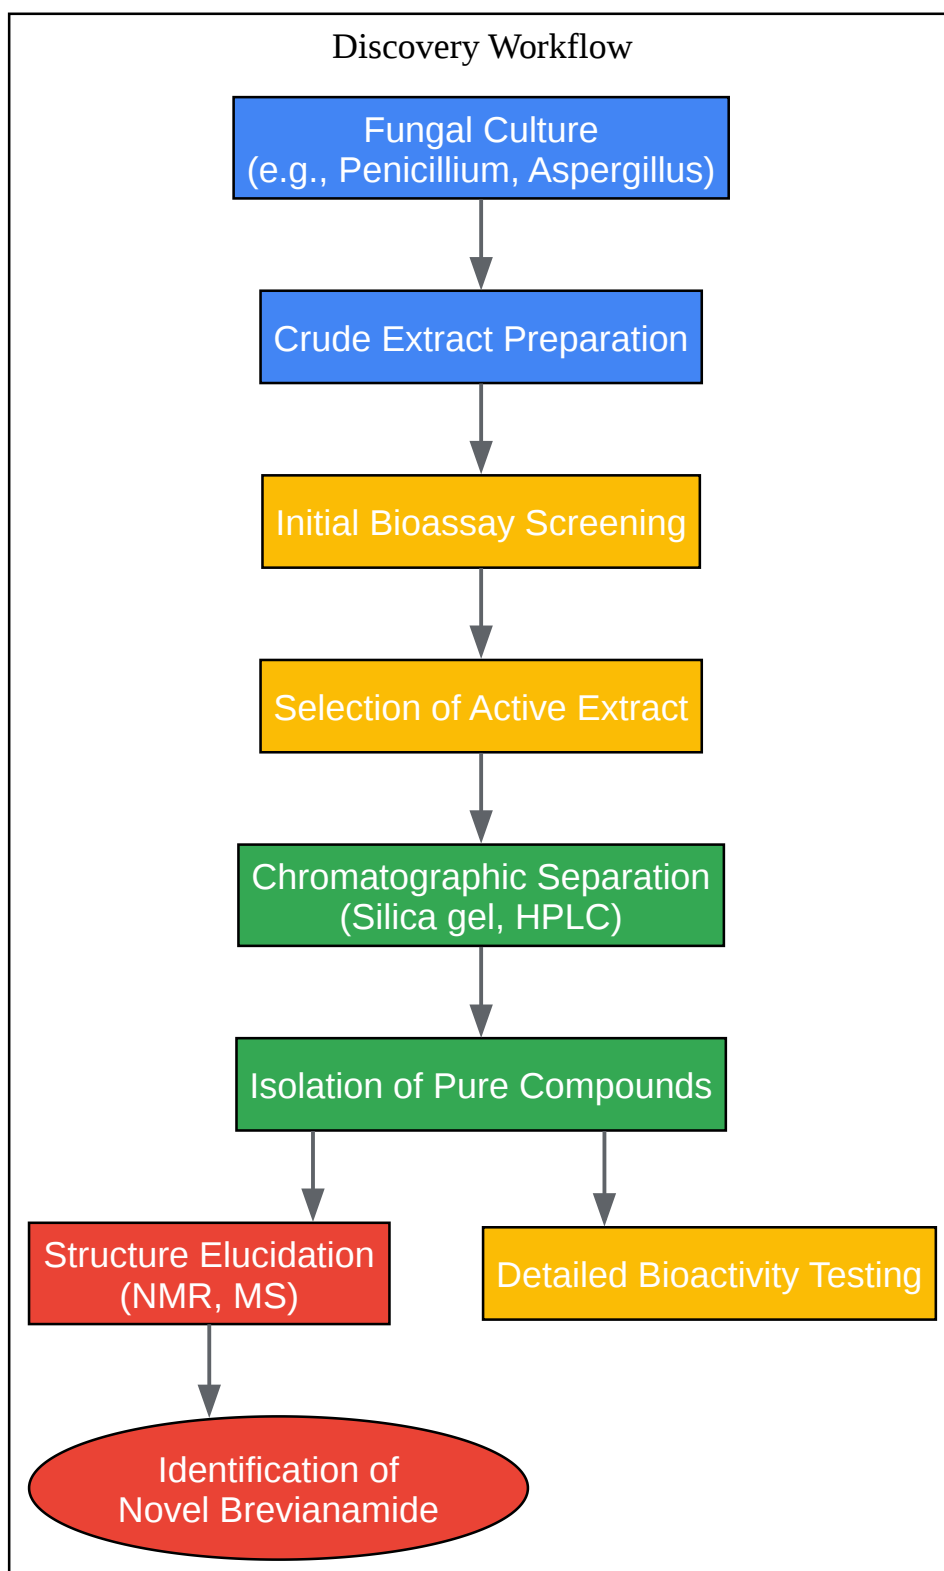 Discovery Workflow
Fungal Culture
(e.g., Penicillium, Aspergillus)
Crude Extract Preparation
Initial Bioassay Screening
Selection of Active Extract
Chromatographic Separation
(Silica gel, HPLC)
Isolation of Pure Compounds
Structure Elucidation
(NMR, MS)
Detailed Bioactivity Testing
Identification of
Novel Brevianamide